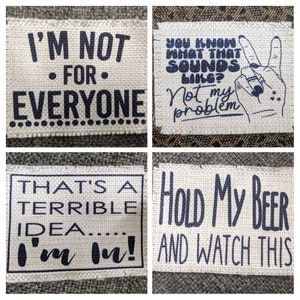 I'M NOT
FOR
EVERYONE
YOU KNOW
WHAT THAT
SOUNDS
LIKE?
Not my
problem
THAT'S A
TERRIBLE
IDEA.....
I'm In!
HOLD MY BEER
AND WATCH THIS